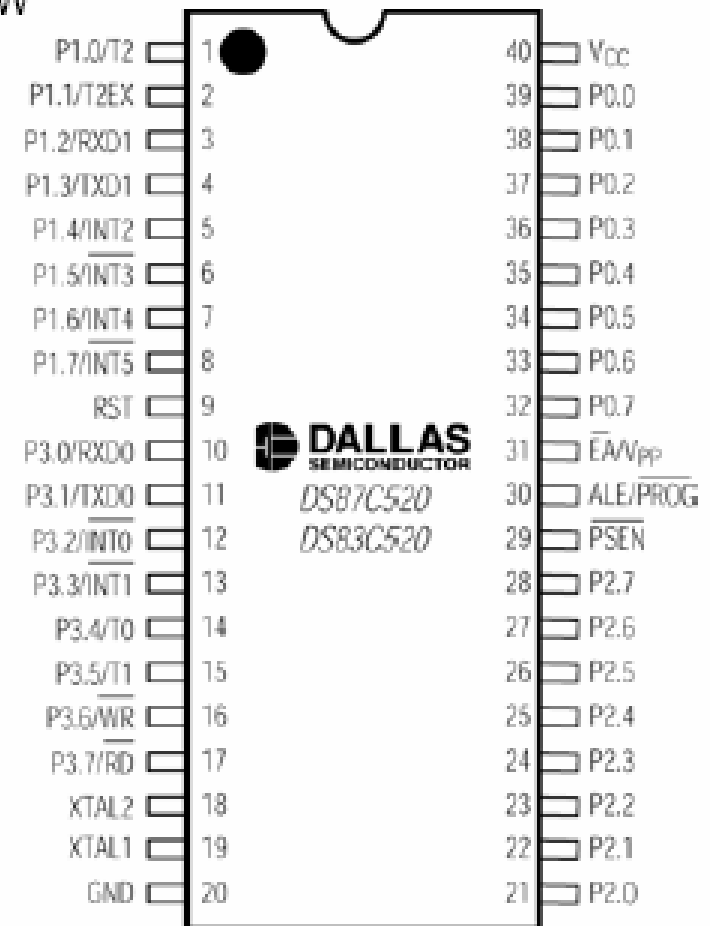 W
P1.0/T2 1 40 VCC
P1.1/T2EX 2 39 P0.0
P1.2/RXD1 3 38 P0.1
P1.3/TXD1 4 37 P0.2
P1.4/INT2 5 36 P0.3
P1.5/INT3 6 35 P0.4
P1.6/INT4 7 34 P0.5
P1.7/INT5 8 33 P0.6
RST 9 32 P0.7
P3.0/RXD0 10 DALLAS 31 EA/VPP
SEMICONDUCTOR
P3.1/TXD0 11 DS87C520 30 ALE/PROG
P3.2/INT0 12 DS83C520 29 PSEN
P3.3/INT1 13 28 P2.7
P3.4/T0 14 27 P2.6
P3.5/T1 15 26 P2.5
P3.6/WR 16 25 P2.4
P3.7/RD 17 24 P2.3
XTAL2 18 23 P2.2
XTAL1 19 22 P2.1
GND 20 21 P2.0